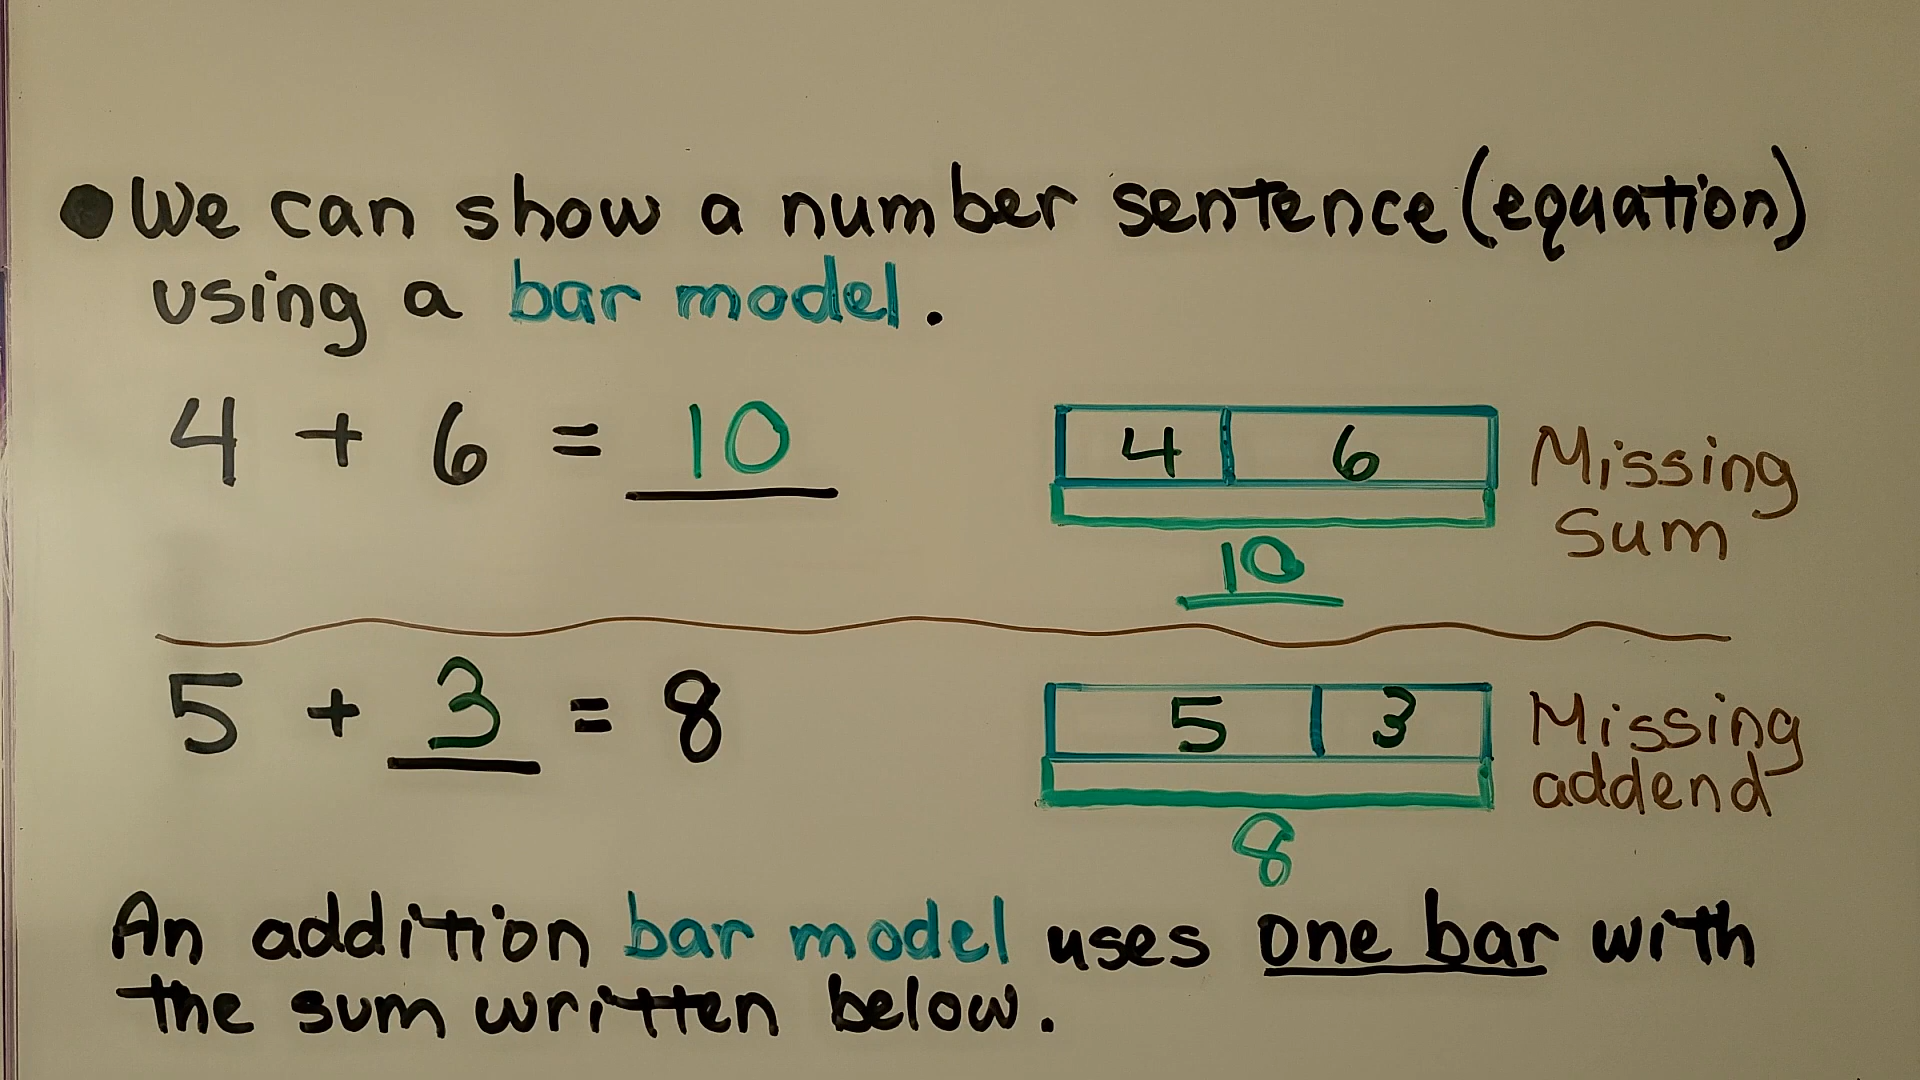 ●We can show a number sentence (equation)
using a bar model.
4 + 6 = 10
4 6
10
Missing
Sum
5 + 3 = 8
5 3
8
Missing
addend
An addition bar model uses one bar with
the sum written below.